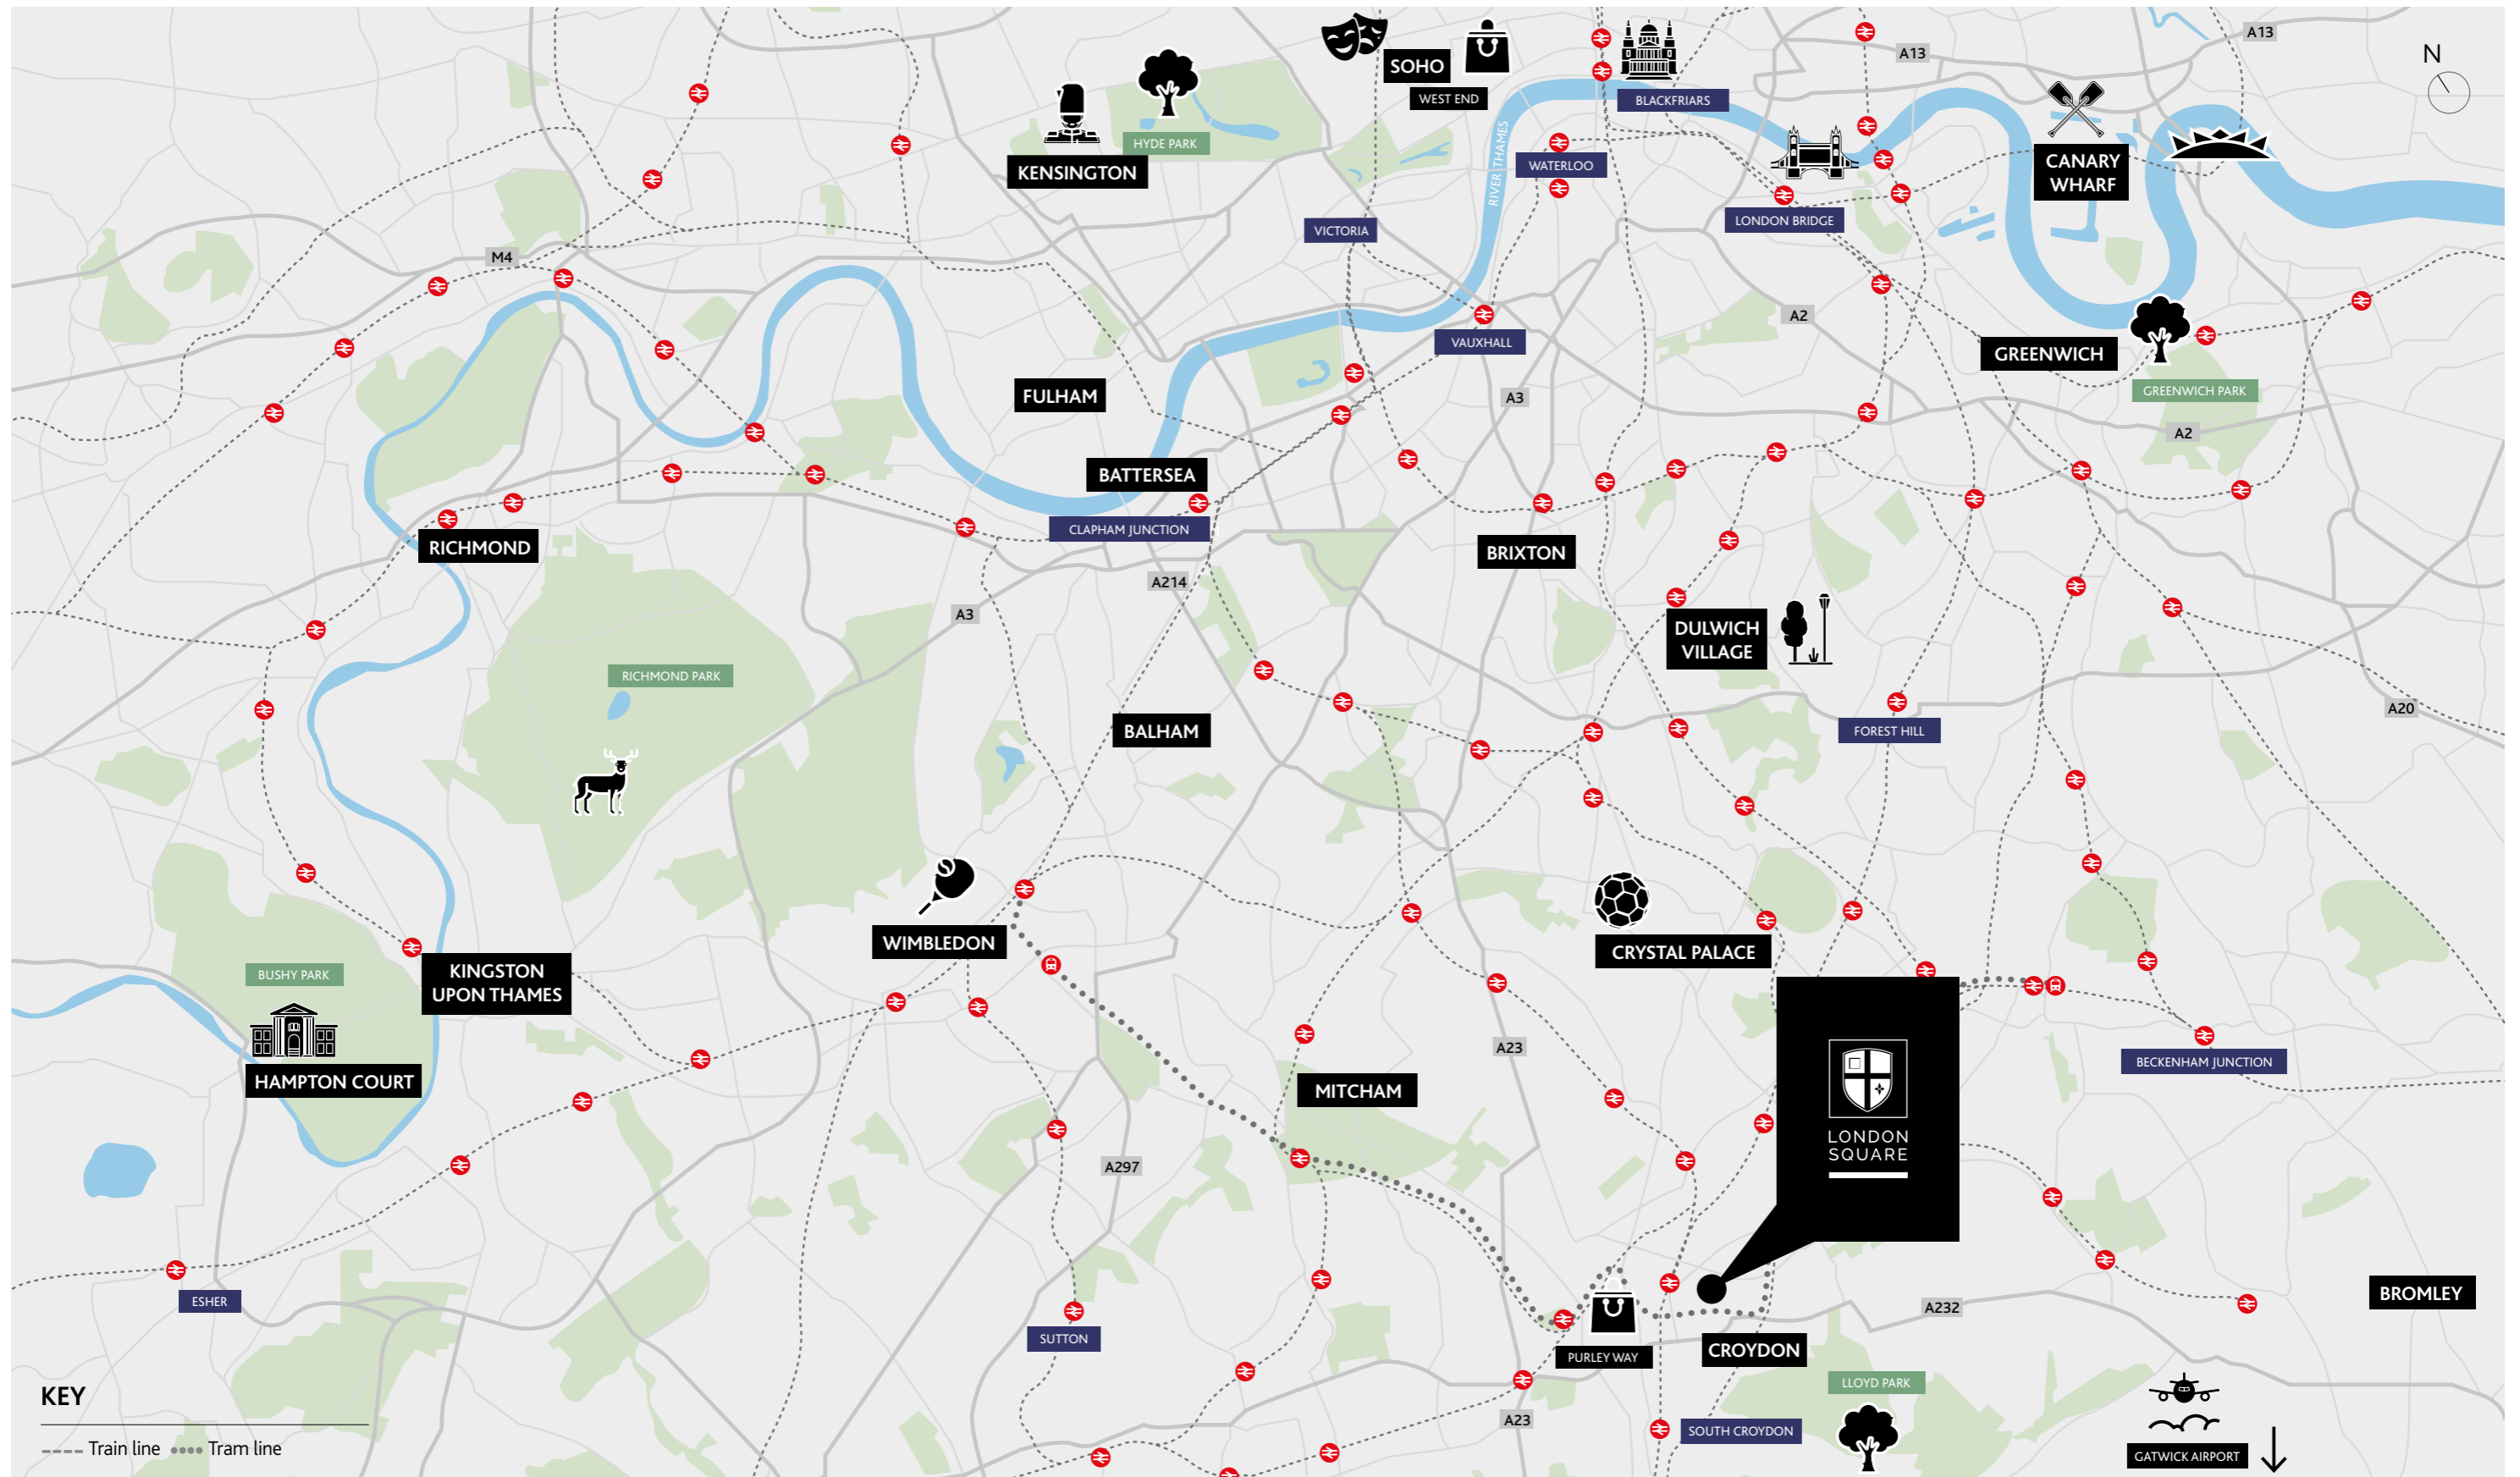 A13
A13
N
SOHO
WEST END
BLACKFRIARS
HYDE PARK
KENSINGTON
RIVER THAMES
WATERLOO
CANARY
WHARF
LONDON BRIDGE
VICTORIA
M4
A2
VAUXHALL
GREENWICH
GREENWICH PARK
FULHAM
A3
A2
BATTERSEA
CLAPHAM JUNCTION
RICHMOND
BRIXTON
A214
A3
DULWICH
VILLAGE
RICHMOND PARK
A20
BALHAM
FOREST HILL
WIMBLEDON
CRYSTAL PALACE
BUSHY PARK
KINGSTON
UPON THAMES
A23
BECKENHAM JUNCTION
HAMPTON COURT
MITCHAM
LONDON
SQUARE
A297
BROMLEY
ESHER
A232
SUTTON
CROYDON
PURLEY WAY
LLOYD PARK
KEY
A23
SOUTH CROYDON
Train line
Tram line
GATWICK AIRPORT